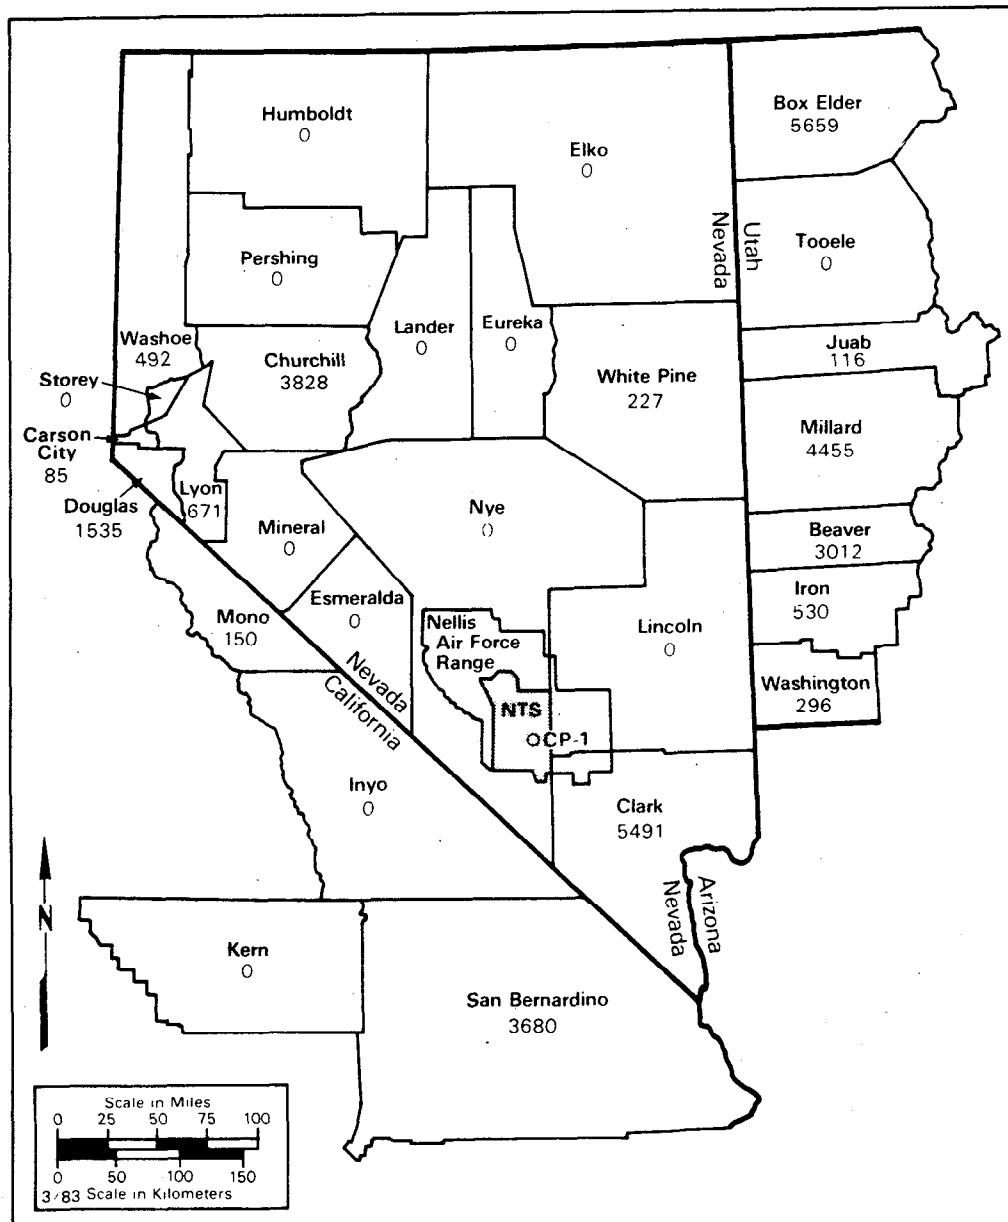 Humboldt
0
Elko
0
Box Elder
5659
Nevada
Utah
Pershing
0
Tooele
0
Washoe
492
Churchill
3828
Lander
0
Eureka
0
White Pine
227
Juab
116
Storey
0
Carson
City
85
Millard
4455
Douglas
1535
Lyon
671
Mineral
0
Nye
0
Beaver
3012
Mono
150
Esmeralda
0
Nellis
Air Force
Range
Lincoln
0
Iron
530
Nevada
California
NTS
CP-1
Washington
296
Inyo
0
Clark
5491
Nevada
Arizona
N
Kern
0
San Bernardino
3680
Scale in Miles
0 25 50 75 100
0 50 100 150
3/83 Scale in Kilometers